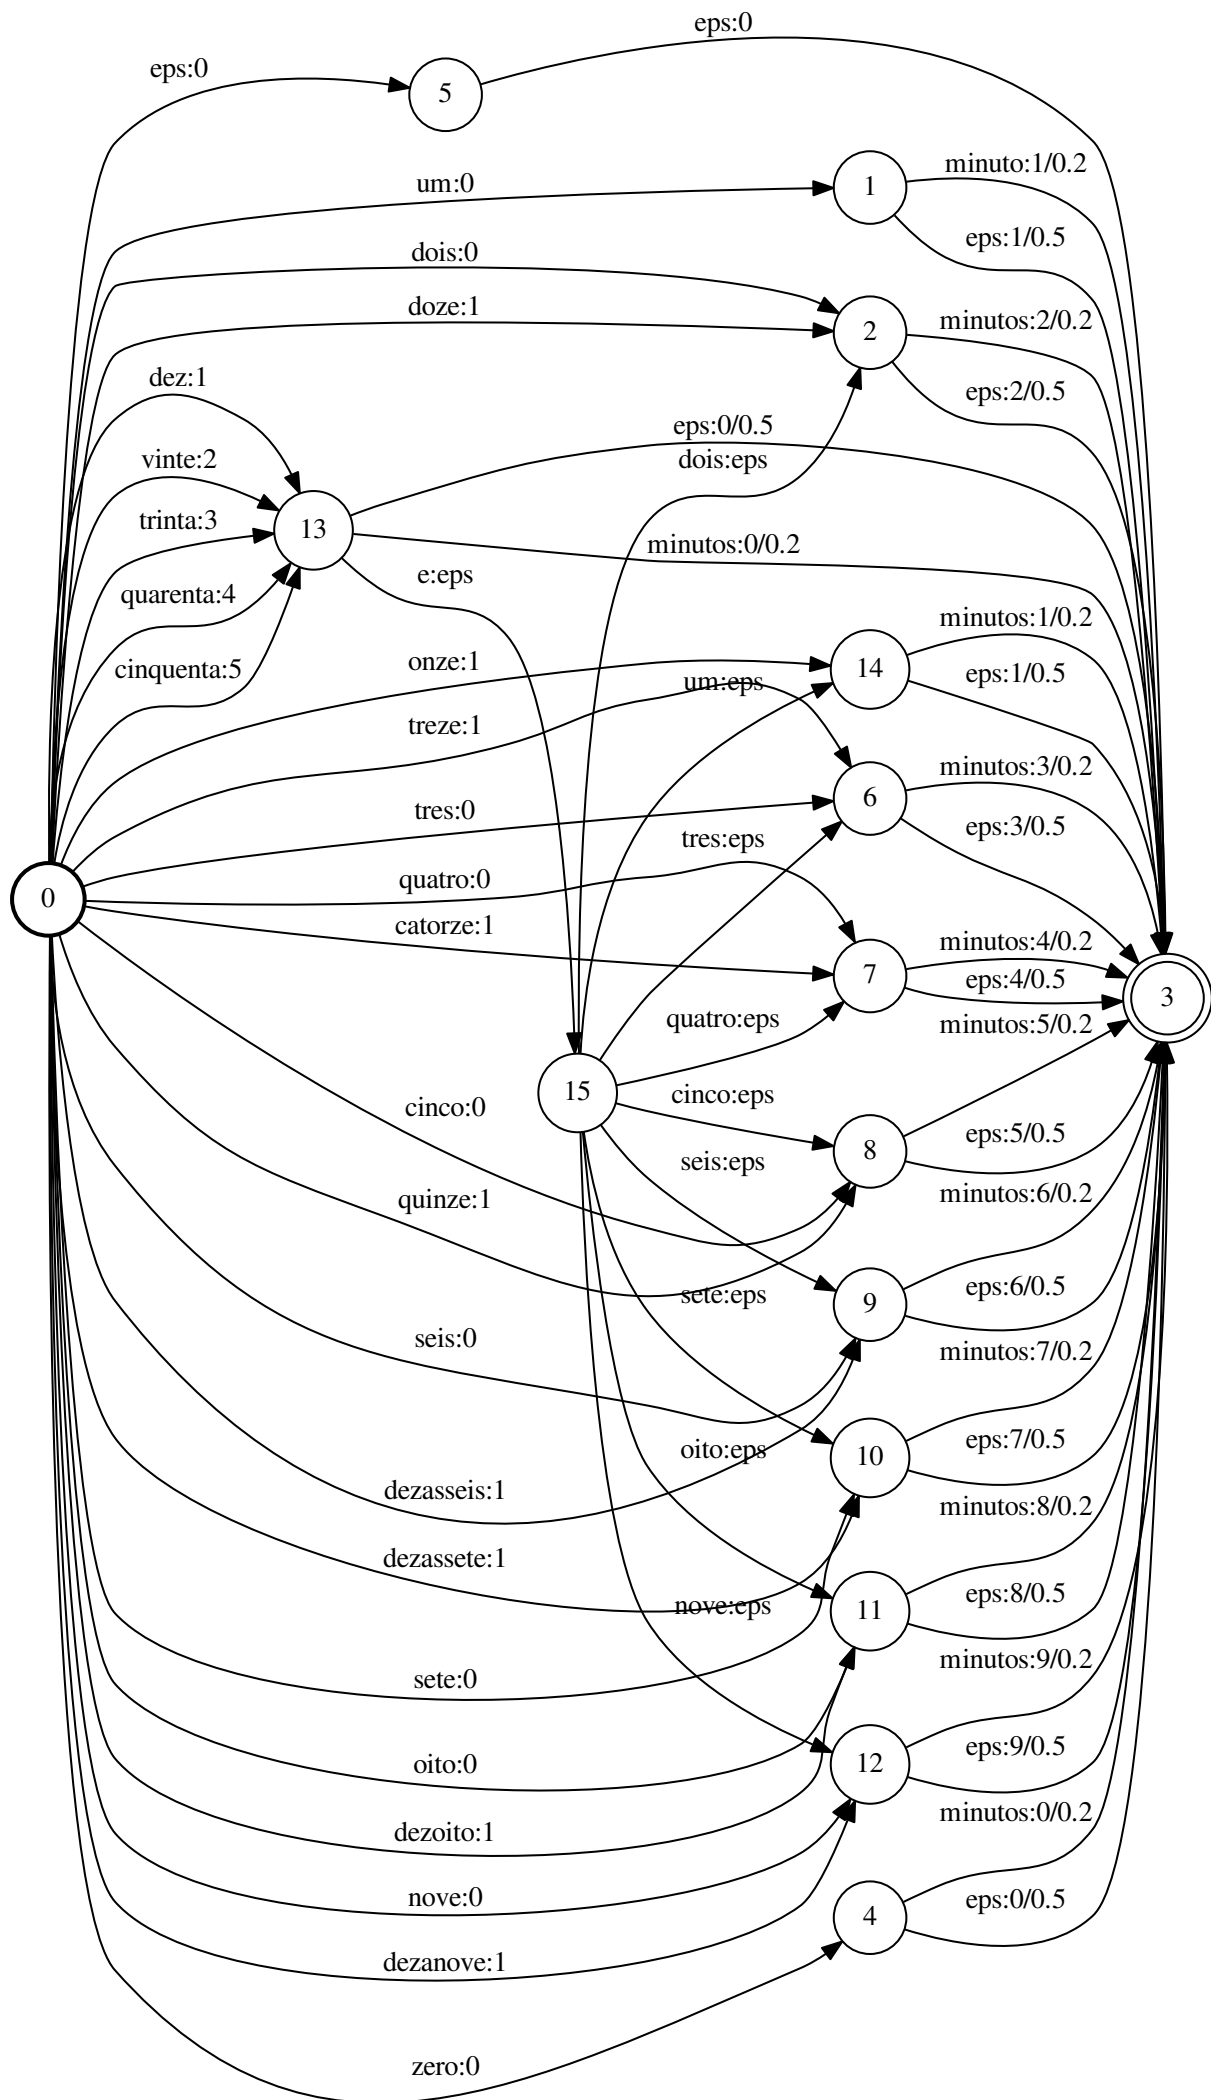 eps:0
eps:0
5
um:0
1
minuto:1/0.2
eps:1/0.5
dois:0
doze:1
2
minutos:2/0.2
eps:2/0.5
dez:1
vinte:2
trinta:3
quarenta:4
cinquenta:5
13
eps:0/0.5
dois:eps
minutos:0/0.2
e:eps
onze:1
um:eps
14
minutos:1/0.2
eps:1/0.5
treze:1
tres:0
6
minutos:3/0.2
eps:3/0.5
tres:eps
0
quatro:0
catorze:1
7
minutos:4/0.2
eps:4/0.5
3
quatro:eps
minutos:5/0.2
15
cinco:eps
cinco:0
8
eps:5/0.5
seis:eps
quinze:1
minutos:6/0.2
sete:eps
9
eps:6/0.5
seis:0
minutos:7/0.2
oito:eps
10
eps:7/0.5
dezasseis:1
minutos:8/0.2
dezassete:1
nove:eps
11
eps:8/0.5
sete:0
minutos:9/0.2
oito:0
12
eps:9/0.5
dezoito:1
minutos:0/0.2
nove:0
4
eps:0/0.5
dezanove:1
zero:0